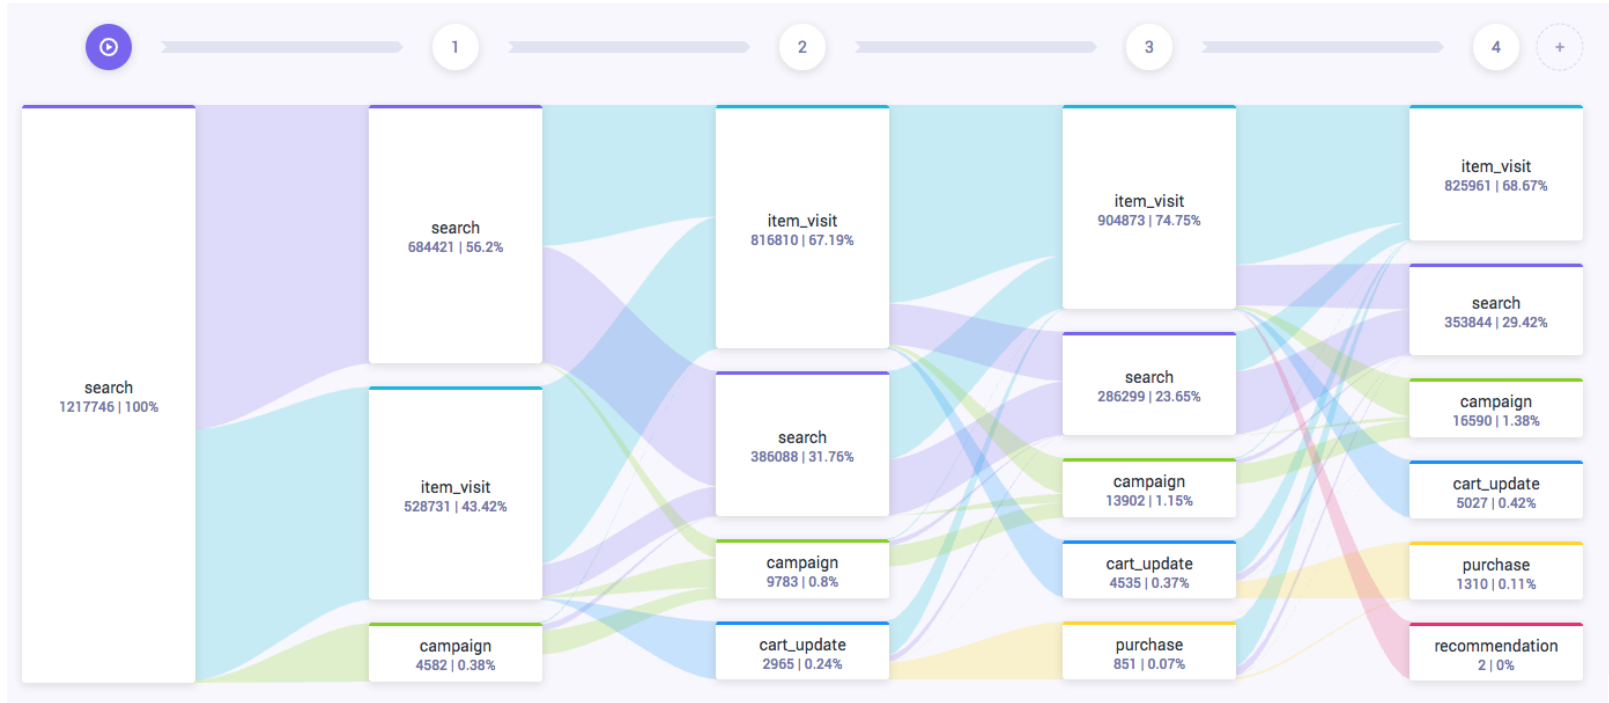 1
2
3
4
+
search
1217746 | 100%
search
684421 | 56.2%
item_visit
528731 | 43.42%
campaign
4582 | 0.38%
item_visit
816810 | 67.19%
search
386088 | 31.76%
campaign
9783 | 0.8%
cart_update
2965 | 0.24%
item_visit
904873 | 74.75%
search
286299 | 23.65%
campaign
13902 | 1.15%
cart_update
4535 | 0.37%
purchase
851 | 0.07%
item_visit
825961 | 68.67%
search
353844 | 29.42%
campaign
16590 | 1.38%
cart_update
5027 | 0.42%
purchase
1310 | 0.11%
recommendation
2 | 0%